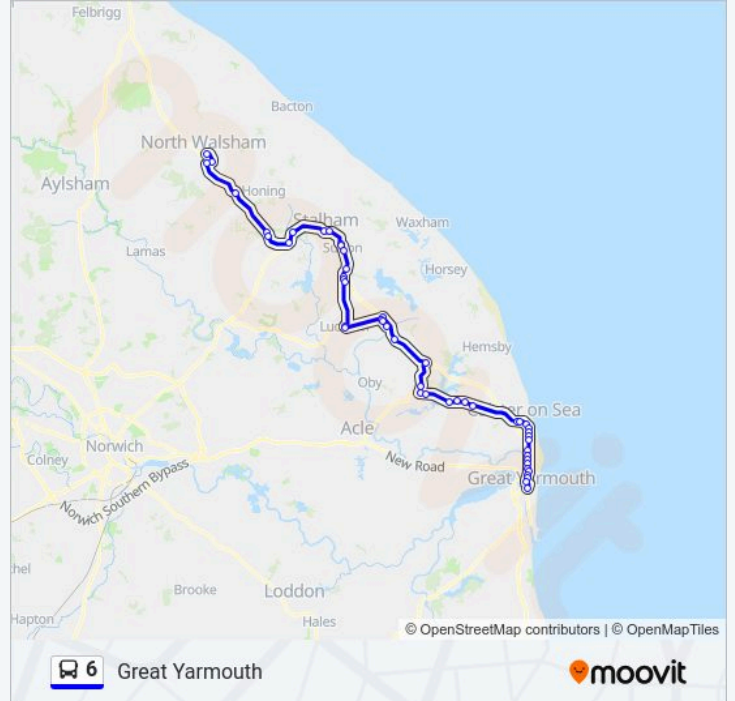 Felbrigg
Bacton
North Walsham
Aylsham
Honing
Stalham
Waxham
Lamas
Horsey
Hemsby
Oby
on Sea
Acle
Norwich
Colney
New Road
Great Yarmouth
Norwich Southern Bypass
Brooke
Loddon
Hapton
Hales
© OpenStreetMap contributors | © OpenMapTiles
6 Great Yarmouth
moovit